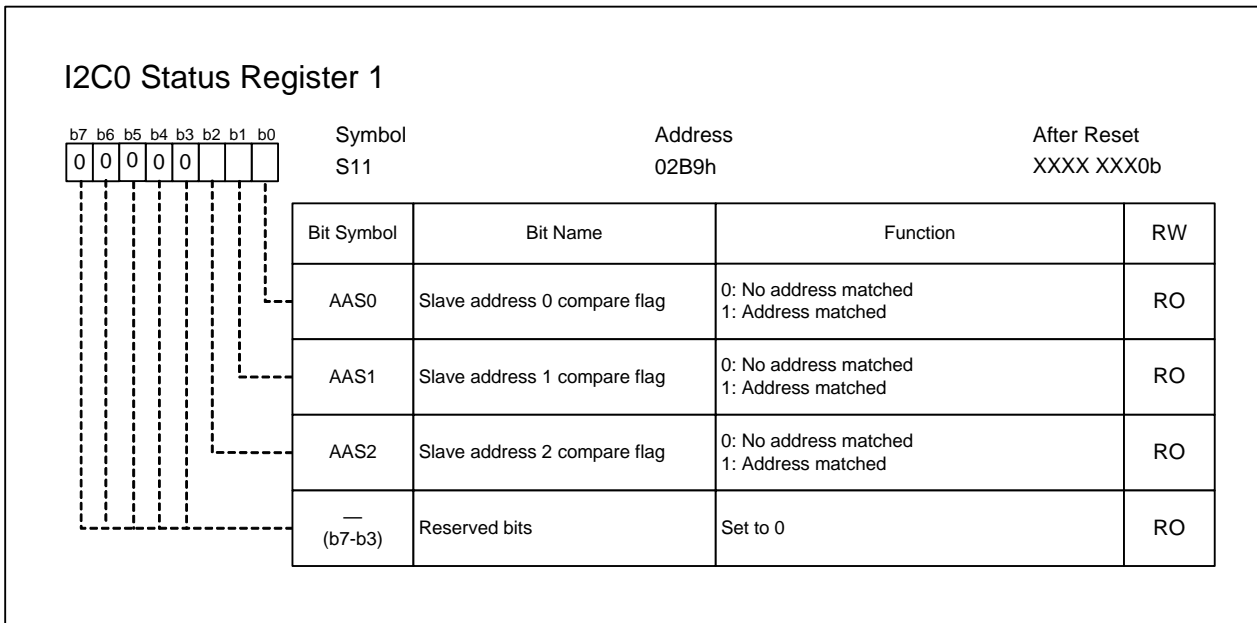 I2C0 Status Register 1
b7 b6 b5 b4 b3 b2 b1 b0
Symbol Address After Reset
0 0 0 0 0
S11 02B9h XXXX XXX0b
Bit Symbol Bit Name Function RW
AAS0 Slave address 0 compare flag 0: No address matched
1: Address matched RO
AAS1 Slave address 1 compare flag 0: No address matched
1: Address matched RO
AAS2 Slave address 2 compare flag 0: No address matched
1: Address matched RO
—
(b7-b3) Reserved bits Set to 0 RO